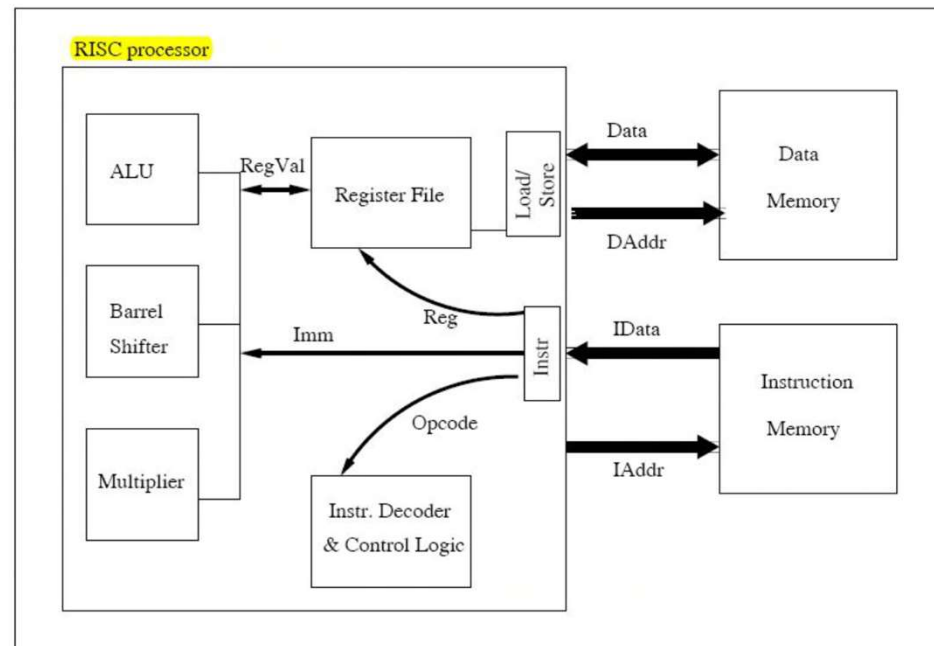 RISC processor
ALU
RegVal
Register File
Load/
Store
Data
Data
Memory
DAddr
Barrel
Shifter
Imm
Reg
Instr
IData
Instruction
Memory
Opcode
IAddr
Multiplier
Instr. Decoder
& Control Logic